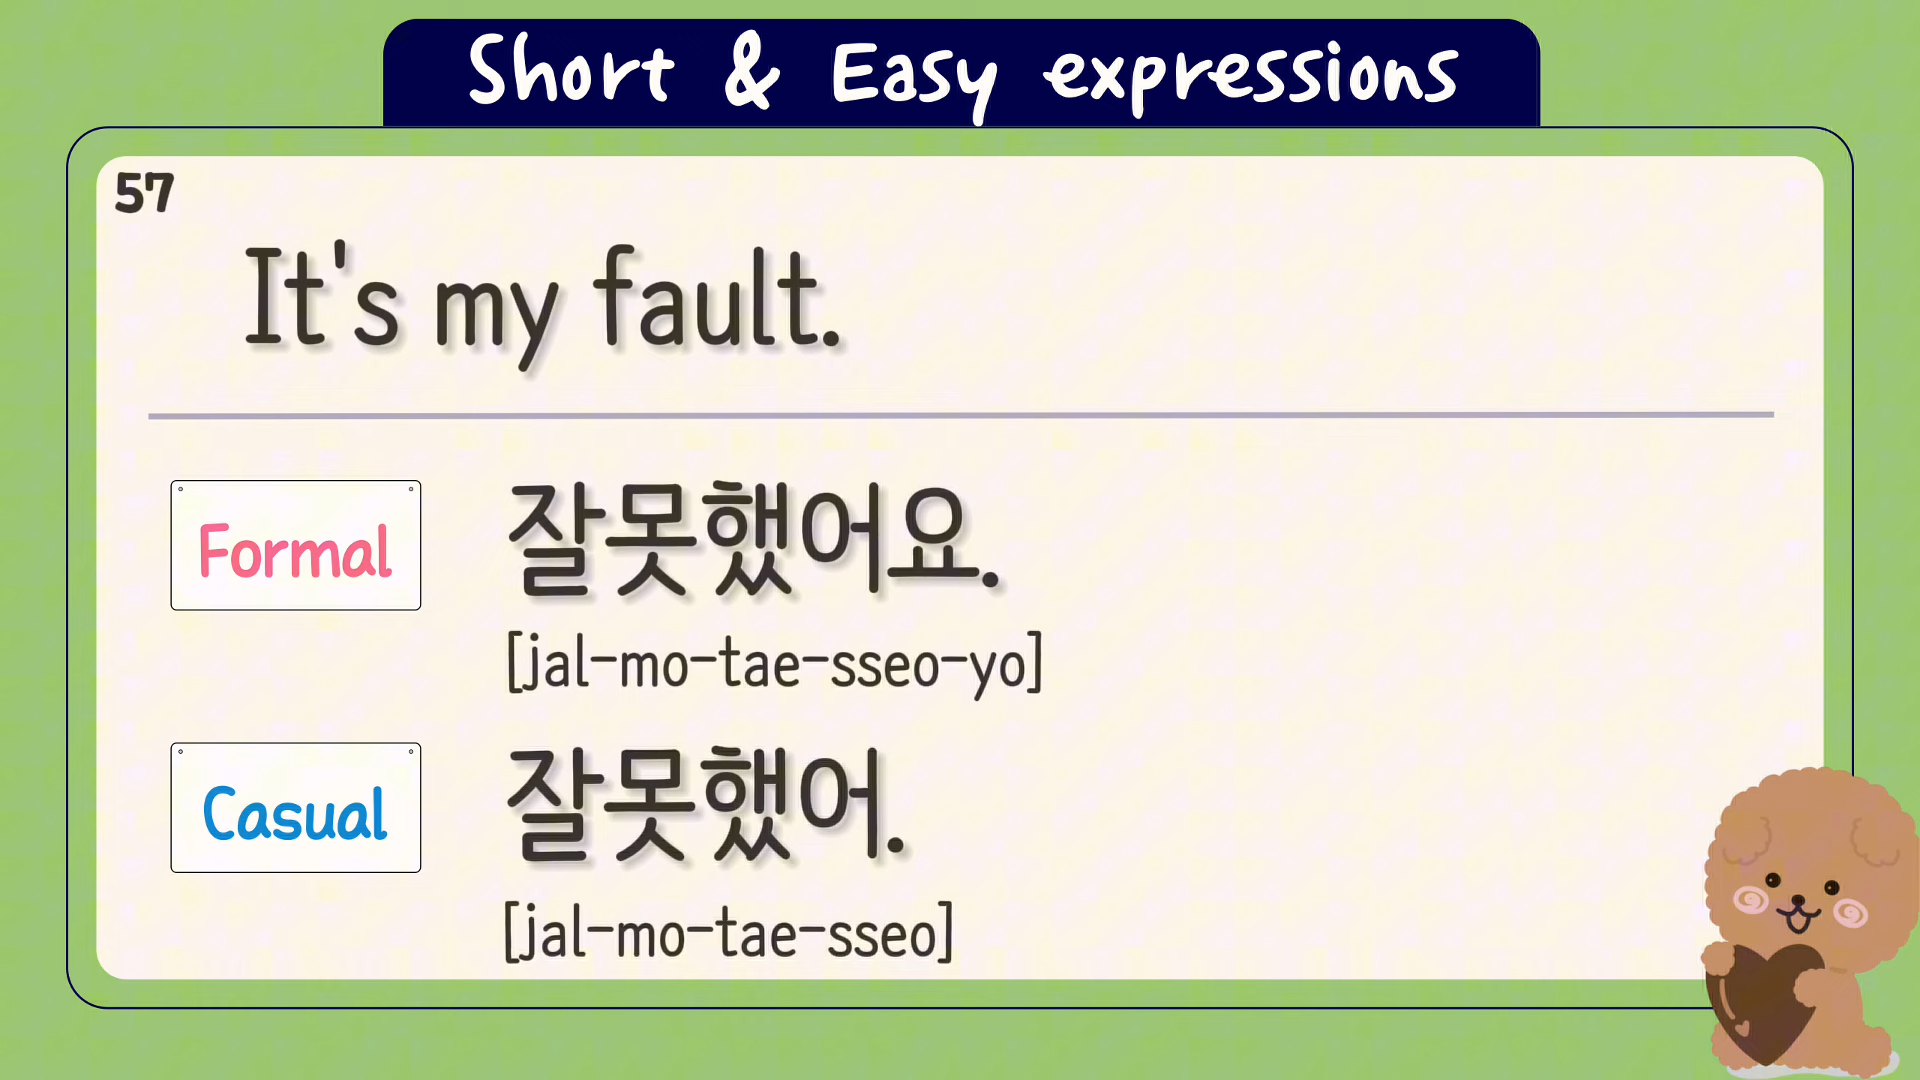 Short & Easy expressions
57
It's my fault.
Formal
잘못했어요.
[jal-mo-tae-sseo-yo]
Casual
잘못했어.
[jal-mo-tae-sseo]